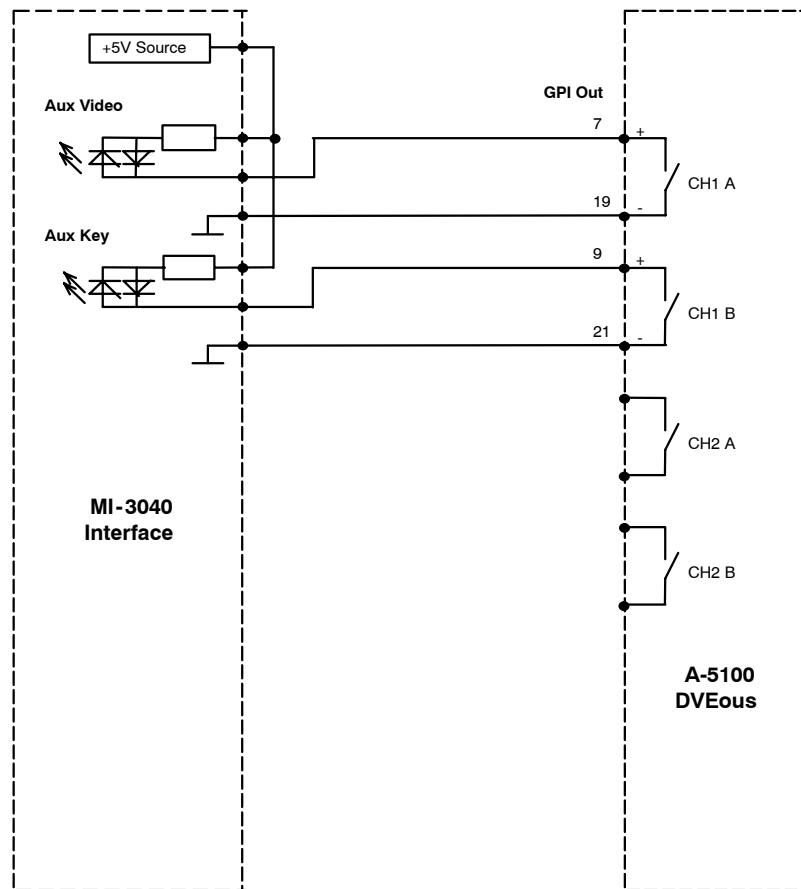 +5V Source
Aux Video
GPI Out
7
+
CH1 A
19
-
Aux Key
9
+
CH1 B
21
-
CH2 A
MI-3040
Interface
CH2 B
A-5100
DVEous